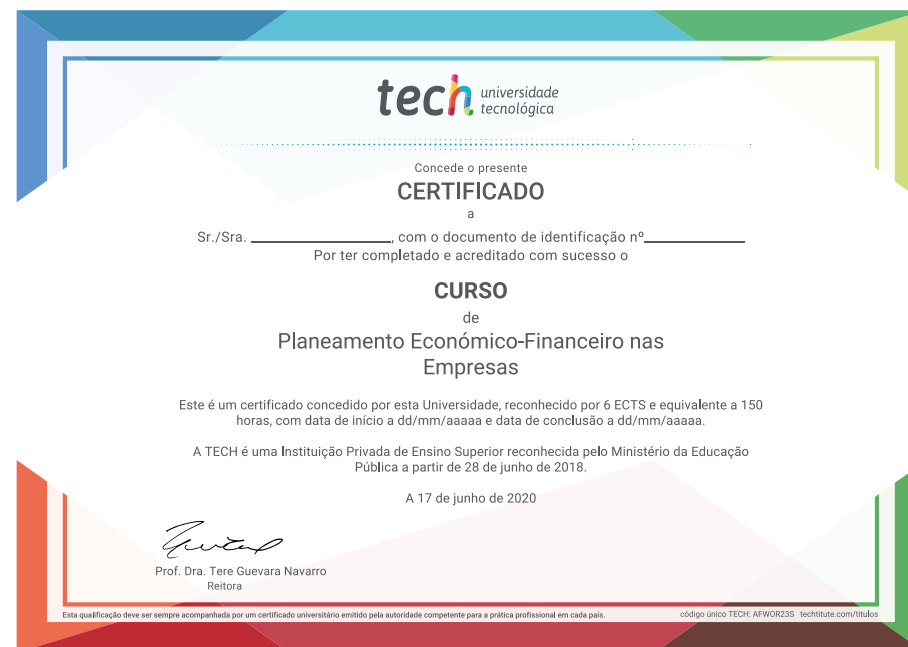 tech universidade
tecnológica
Concede o presente
CERTIFICADO
a
Sr./Sra. ____________________, com o documento de identificação nº______________
Por ter completado e acreditado com sucesso o
CURSO
de
Planeamento Económico-Financeiro nas
Empresas
Este é um certificado concedido por esta Universidade, reconhecido por 6 ECTS e equivalente a 150
horas, com data de início a dd/mm/aaaaa e data de conclusão a dd/mm/aaaaa.
A TECH é uma Instituição Privada de Ensino Superior reconhecida pelo Ministério da Educação
Pública a partir de 28 de junho de 2018.
A 17 de junho de 2020
Prof. Dra. Tere Guevara Navarro
Reitora
Esta qualificação deve ser sempre acompanhada por um certificado universitário emitido pela autoridade competente para a prática profissional em cada país. código único TECH: AFWOR23S techtitute.com/titulos